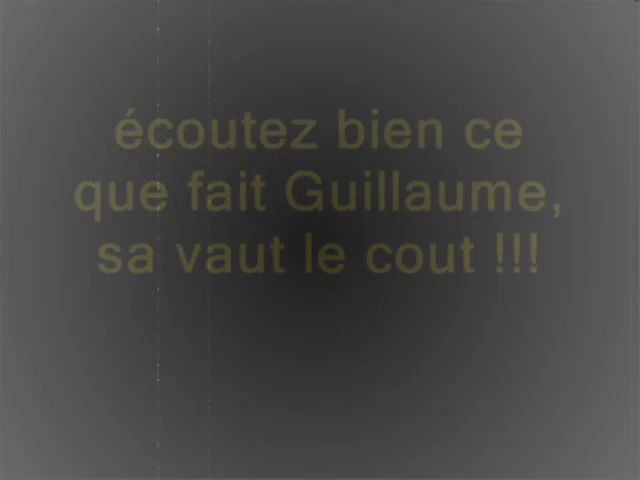 écoutez bien ce
que fait Guillaume,
sa vaut le cout !!!